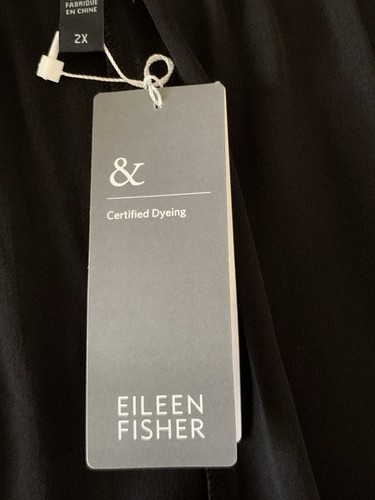 FABRIQUÉ
EN CHINE
2X
&
Certified Dyeing
EILEEN
FISHER